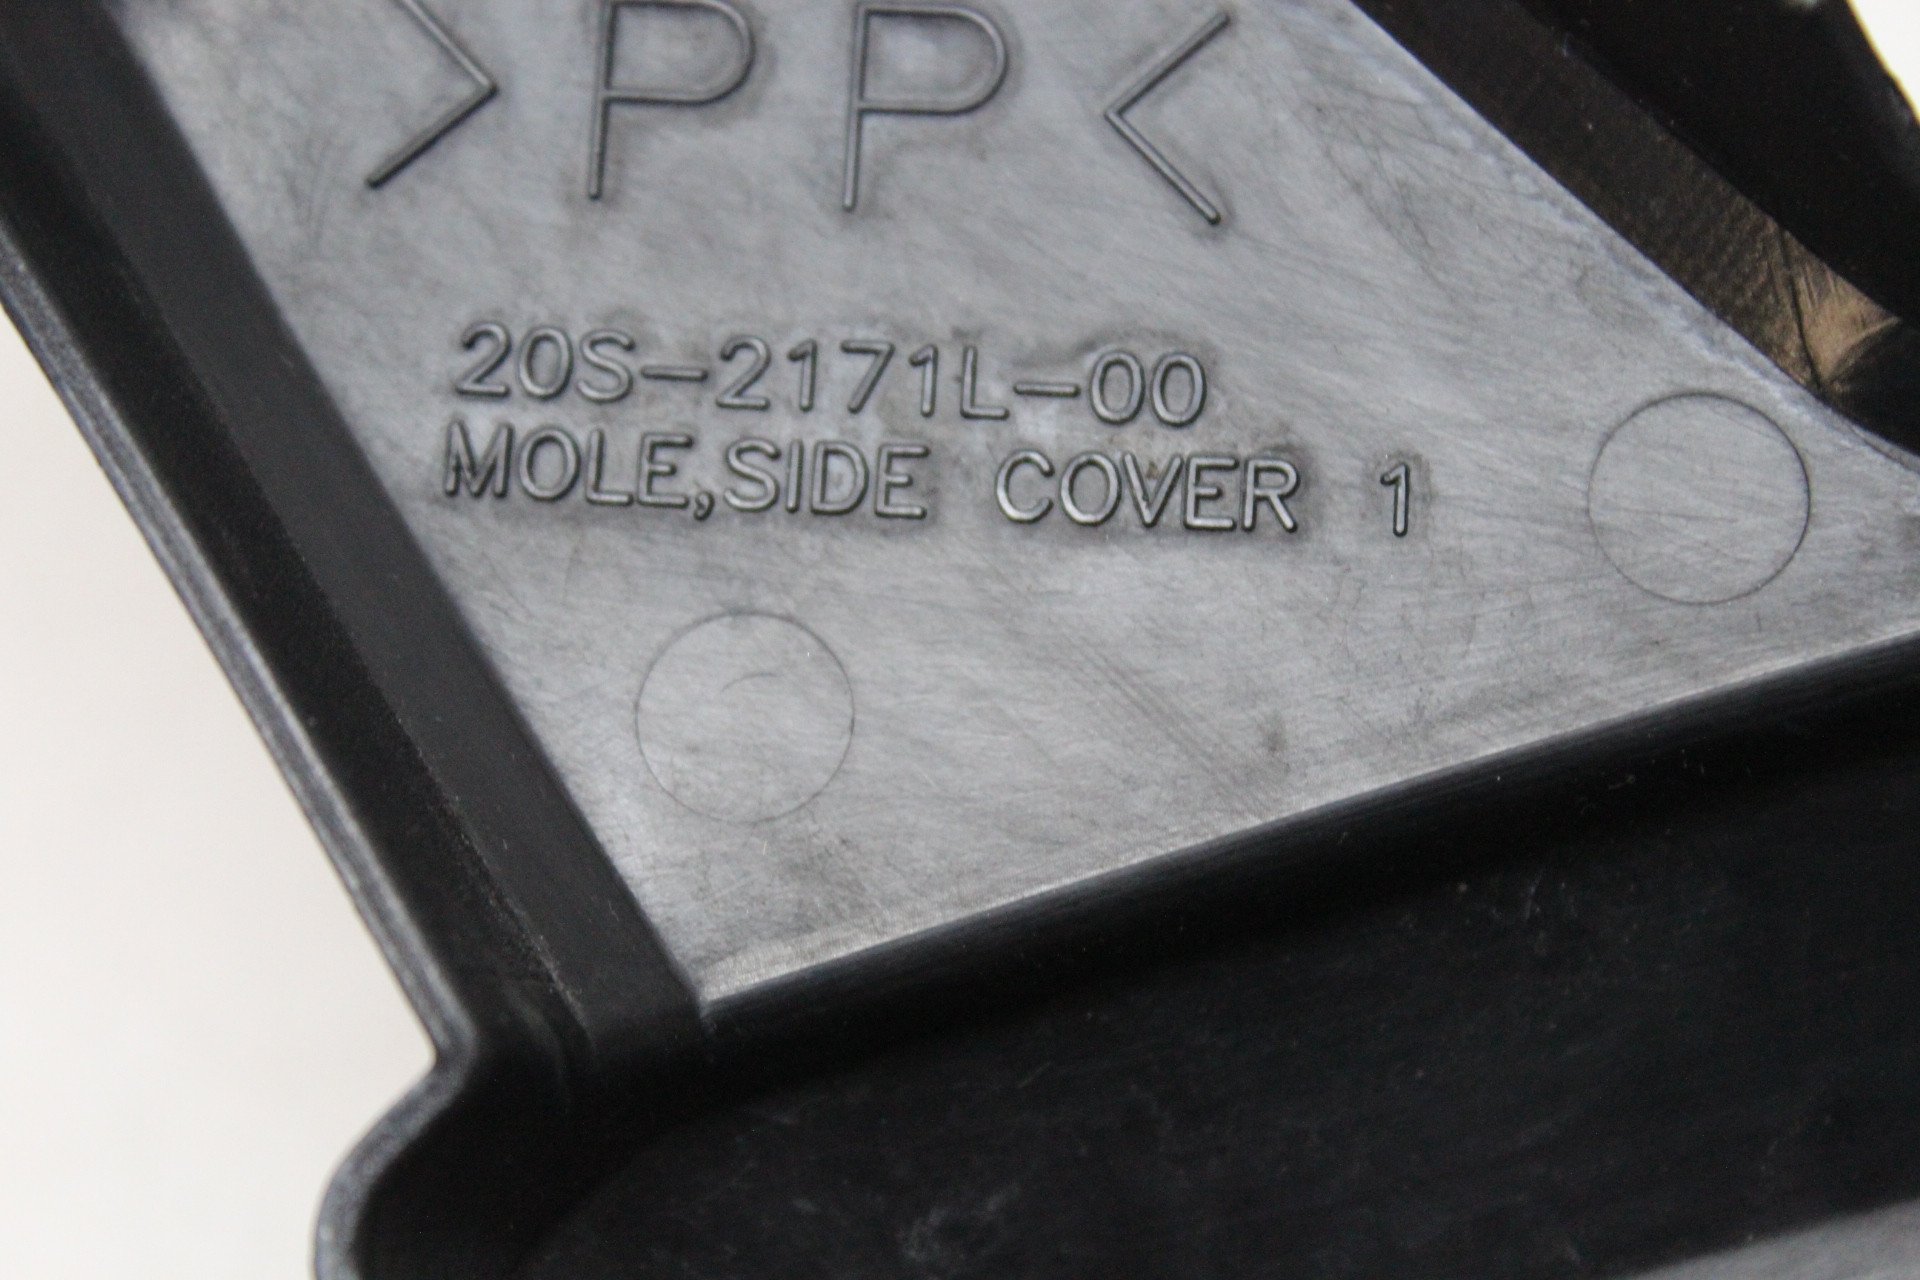 >PP<
20S-2171L-00
MOLE,SIDE COVER 1